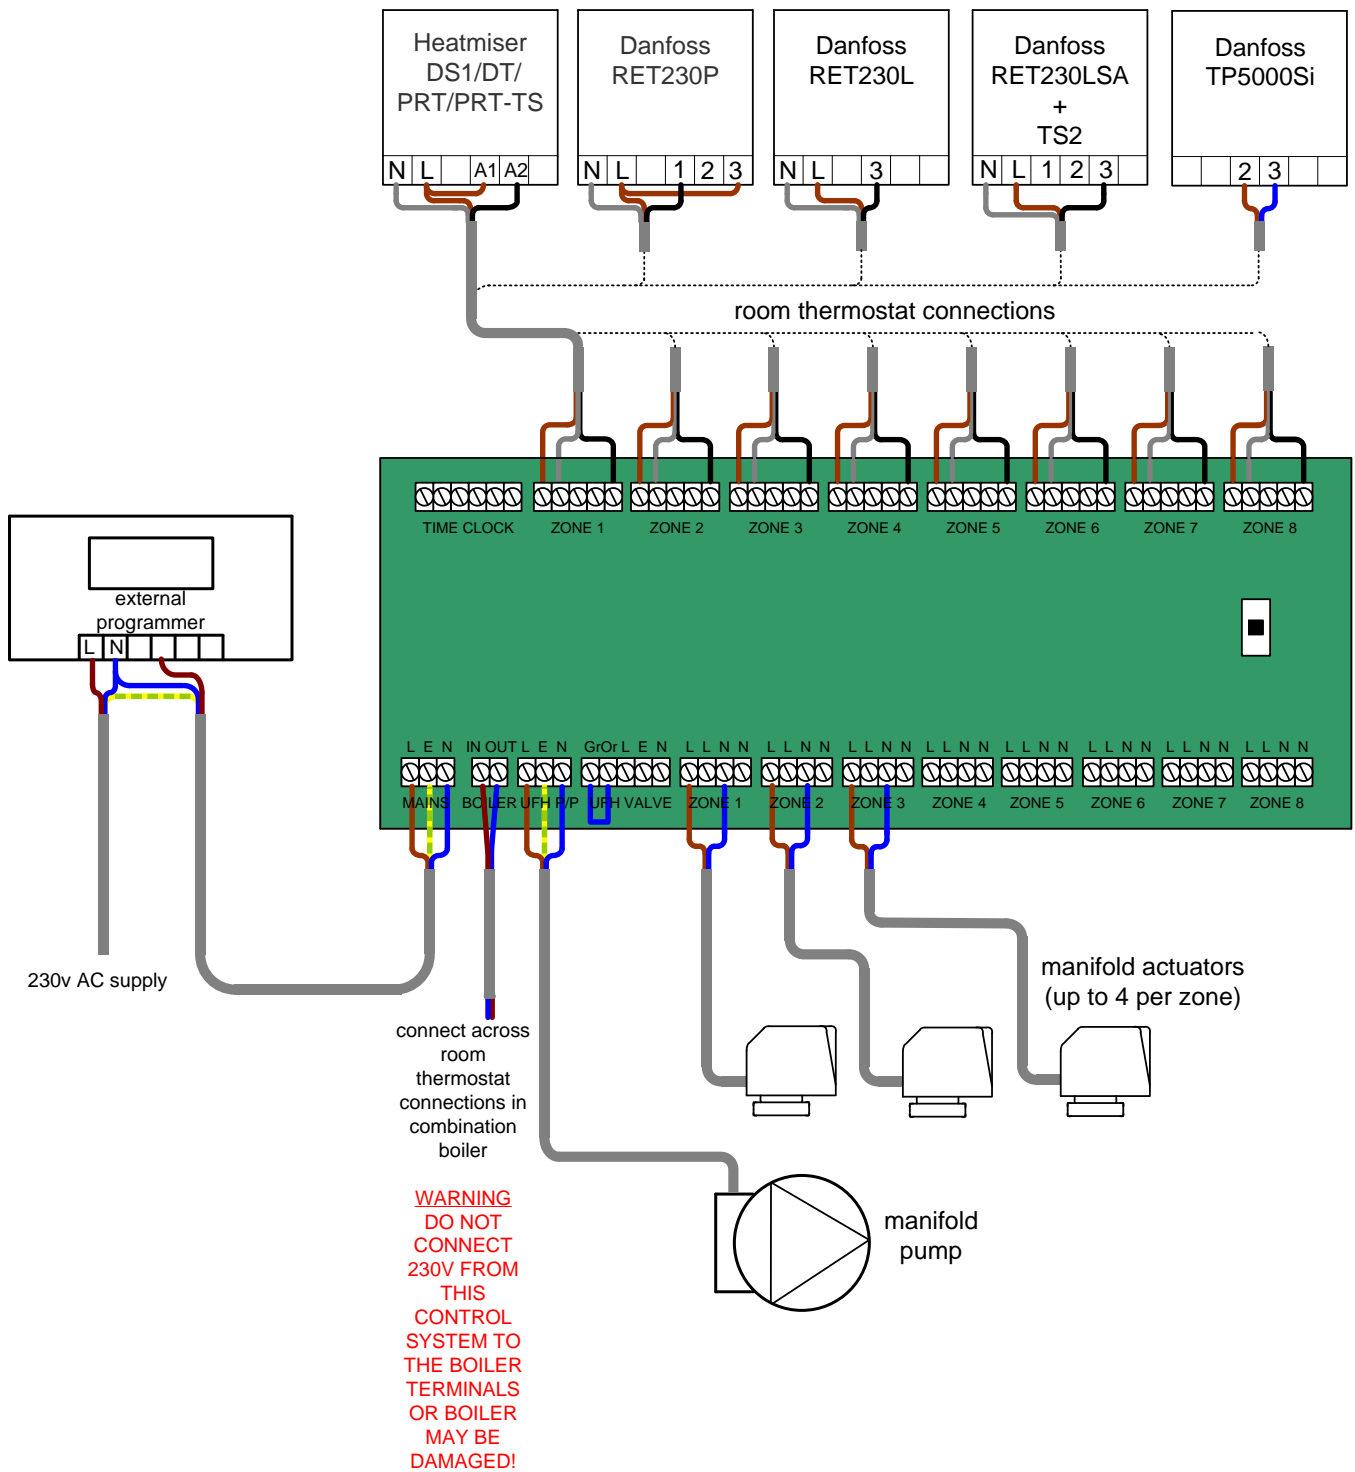 Heatmiser
DS1/DT/
PRT/PRT-TS
N L A1 A2
Danfoss
RET230P
N L 1 2 3
Danfoss
RET230L
N L 3
Danfoss
RET230LSA
+
TS2
N L 1 2 3
Danfoss
TP5000Si
2 3
room thermostat connections
TIME CLOCK
ZONE 1
ZONE 2
ZONE 3
ZONE 4
ZONE 5
ZONE 6
ZONE 7
ZONE 8
external
programmer
L N
L E N
IN OUT
L E N
GrOr L E N
L L N N
L L N N
L L N N
L L N N
L L N N
L L N N
L L N N
L L N N
MAINS
BOILER
UFH P/P
UFH VALVE
ZONE 1
ZONE 2
ZONE 3
ZONE 4
ZONE 5
ZONE 6
ZONE 7
ZONE 8
230v AC supply
manifold actuators
(up to 4 per zone)
connect across
room
thermostat
connections in
combination
boiler
WARNING
DO NOT
CONNECT
230V FROM
THIS
CONTROL
SYSTEM TO
THE BOILER
TERMINALS
OR BOILER
MAY BE
DAMAGED!
manifold
pump